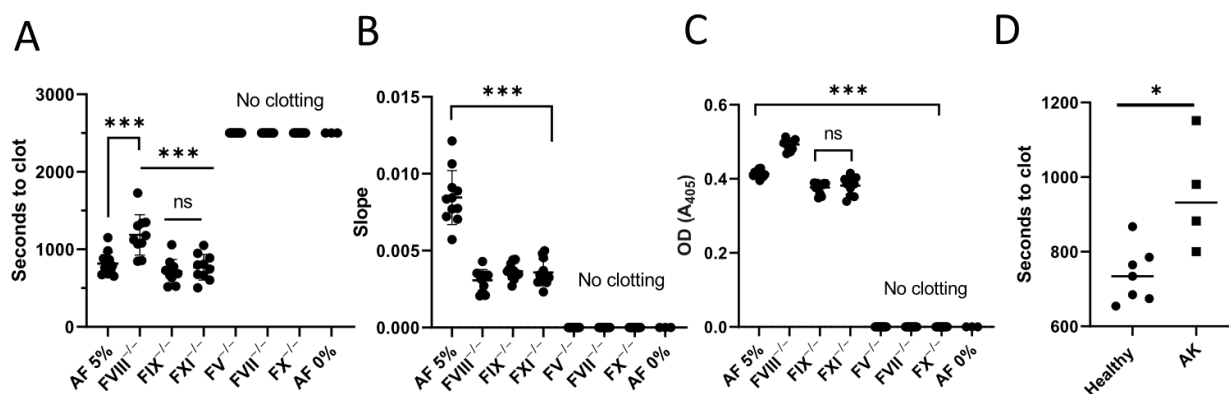 A
Seconds to clot
3000
2000
1000
0
***
***
ns
No clotting
AF 5%
FVIII⁻/⁻
FIX⁻/⁻
FXI⁻/⁻
FV⁻/⁻
FVII⁻/⁻
FX⁻/⁻
AF 0%
B
Slope
0.015
0.010
0.005
0.000
***
No clotting
AF 5%
FVIII⁻/⁻
FIX⁻/⁻
FXI⁻/⁻
FV⁻/⁻
FVII⁻/⁻
FX⁻/⁻
AF 0%
C
OD (A₄₀₅)
0.6
0.4
0.2
0.0
***
ns
No clotting
AF 5%
FVIII⁻/⁻
FIX⁻/⁻
FXI⁻/⁻
FV⁻/⁻
FVII⁻/⁻
FX⁻/⁻
AF 0%
D
Seconds to clot
1200
1000
800
600
*
Healthy
AK